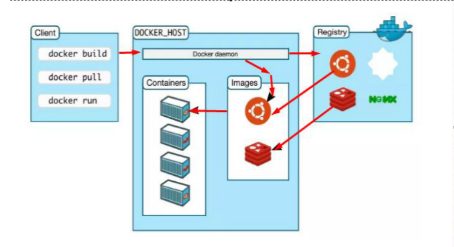 Client
docker build
docker pull
docker run
DOCKER_HOST
Docker daemon
Containers
Images
Registry
NGINX